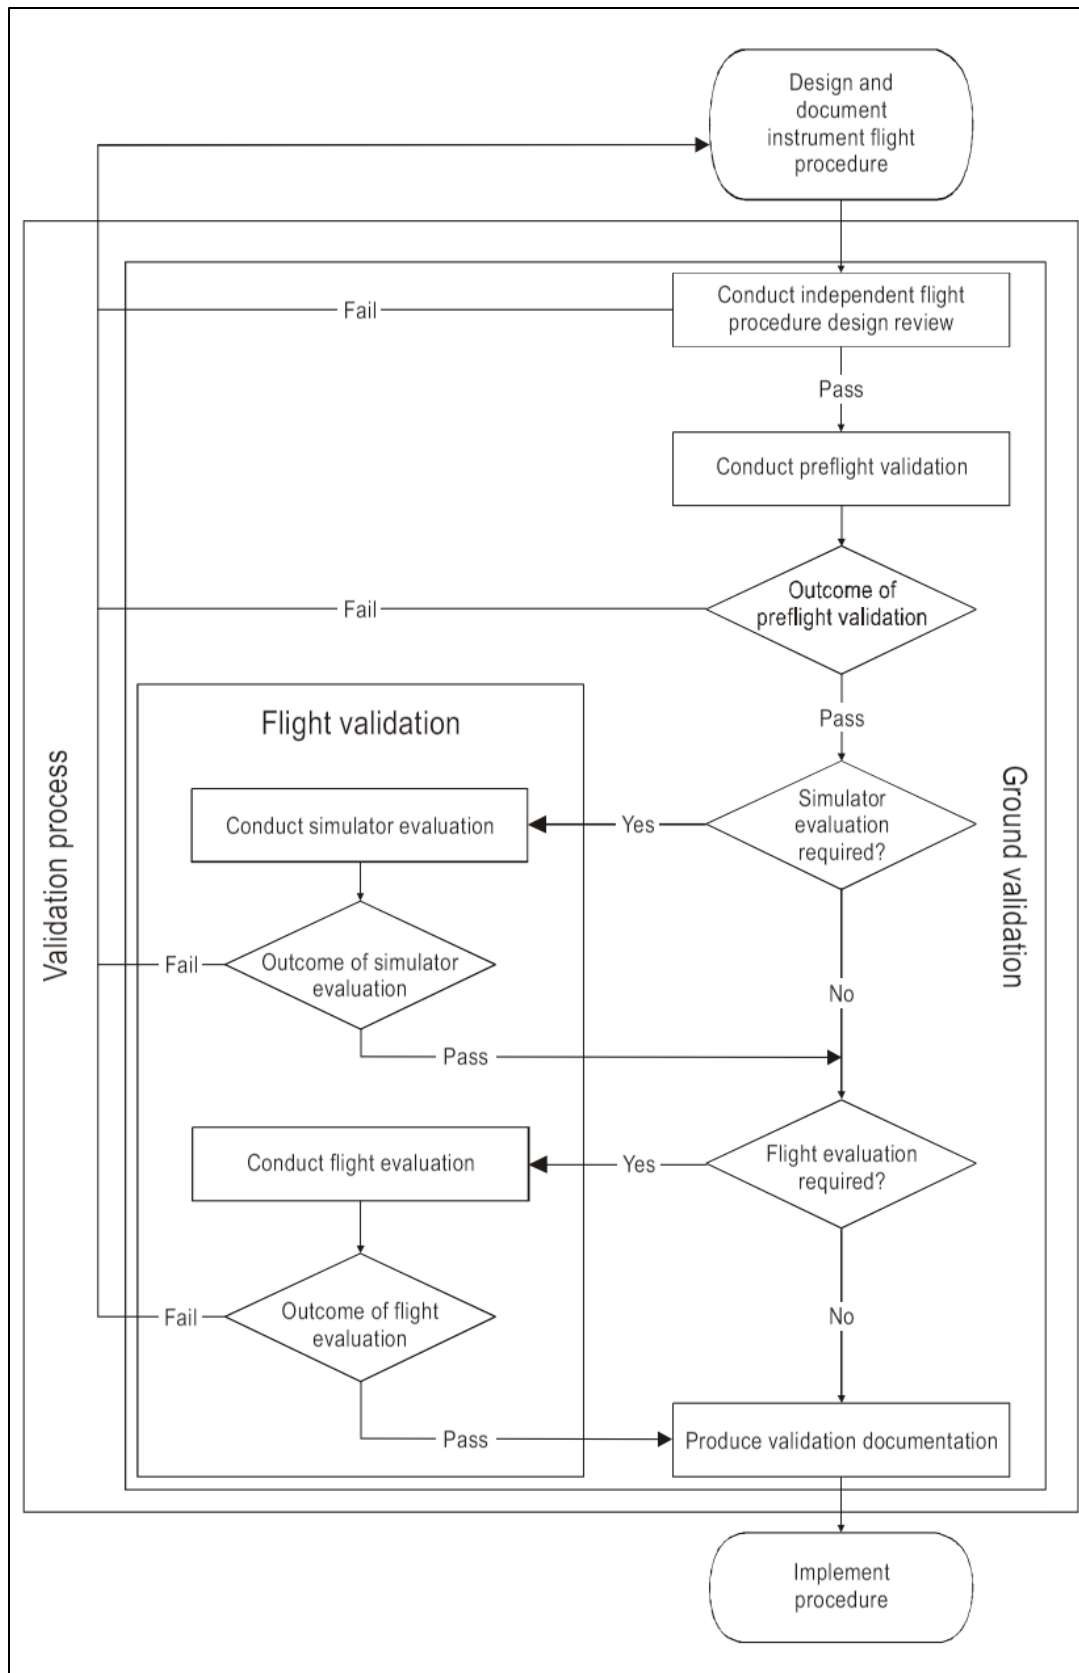 Design and
document
instrument flight
procedure
Conduct independent flight
procedure design review
Fail
Pass
Conduct preflight validation
Outcome of
preflight validation
Fail
Pass
Flight validation
Validation process
Ground validation
Simulator
evaluation
required?
Yes
Conduct simulator evaluation
Outcome of simulator
evaluation
Fail
No
Pass
Flight evaluation
required?
Yes
Conduct flight evaluation
Outcome of flight
evaluation
Fail
No
Pass
Produce validation documentation
Implement
procedure